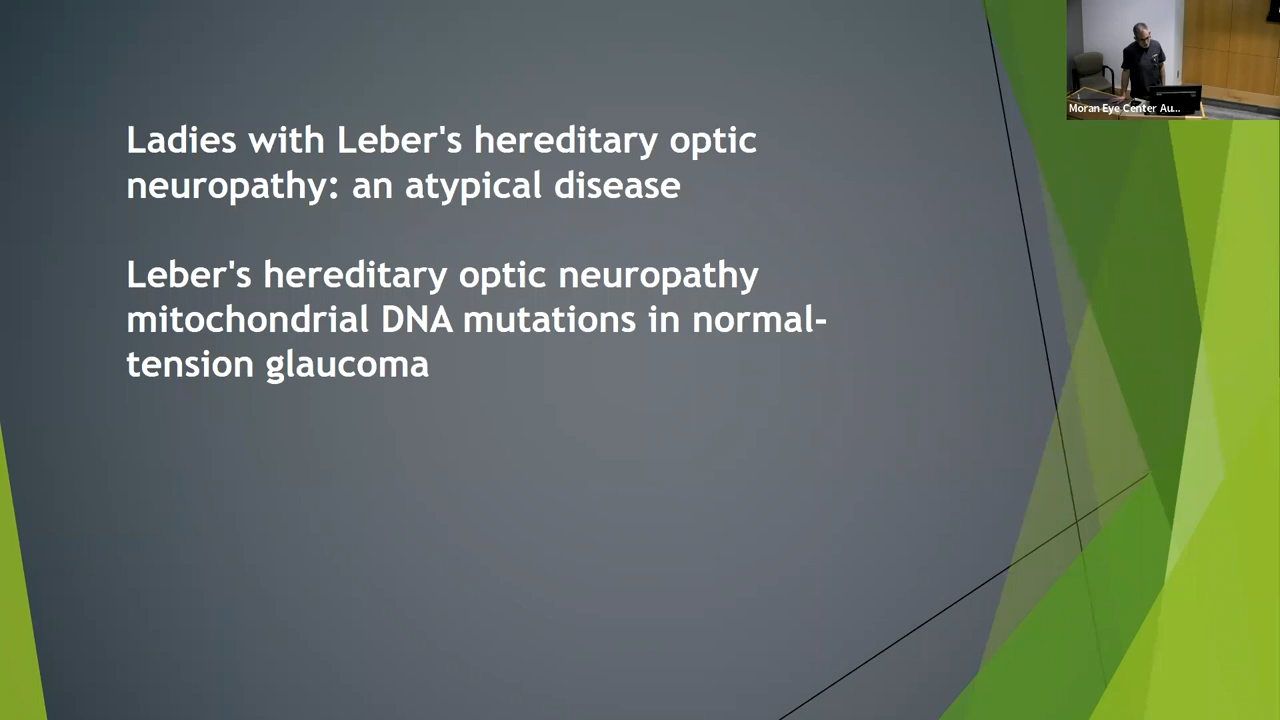 Moran Eye Center Au...
Ladies with Leber's hereditary optic
neuropathy: an atypical disease
Leber's hereditary optic neuropathy
mitochondrial DNA mutations in normal-
tension glaucoma